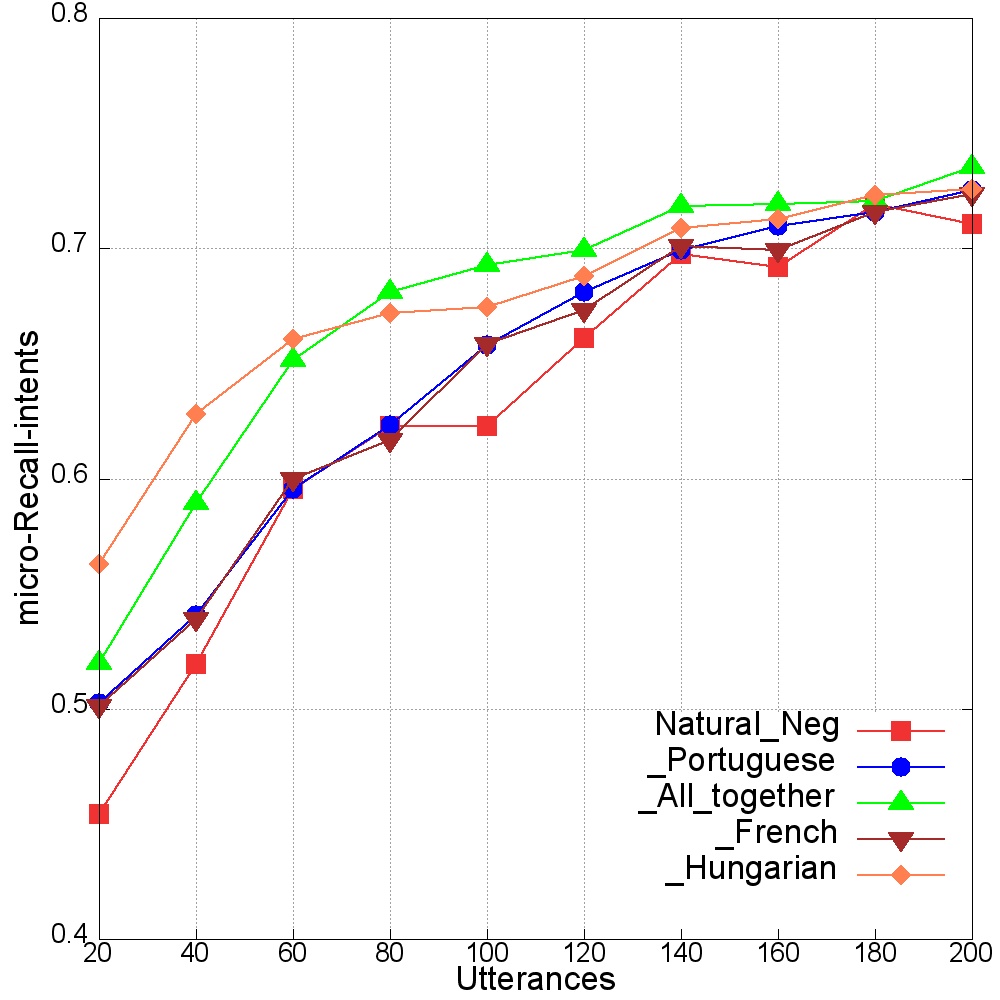 0.8
0.7
0.6
0.5
0.4
micro-Recall-intents
Natural_Neg
_Portuguese
_All_together
_French
_Hungarian
20 40 60 80 100 120 140 160 180 200
Utterances